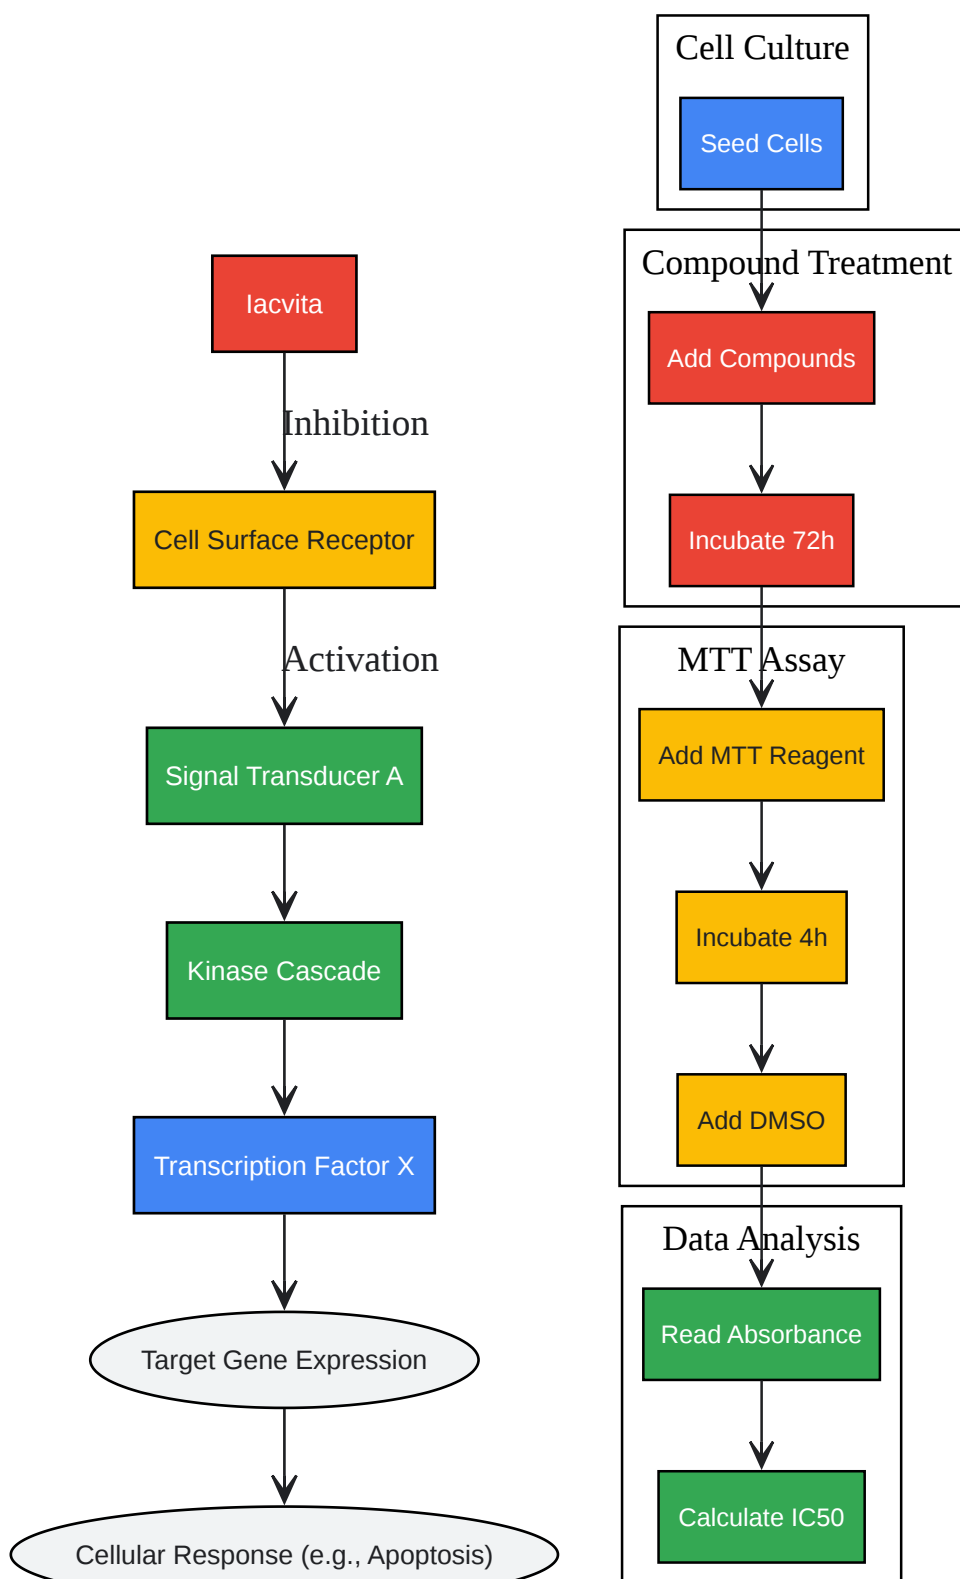 Iacvita
Inhibition
Cell Surface Receptor
Activation
Signal Transducer A
Kinase Cascade
Transcription Factor X
Target Gene Expression
Cellular Response (e.g., Apoptosis)
Cell Culture
Seed Cells
Compound Treatment
Add Compounds
Incubate 72h
MTT Assay
Add MTT Reagent
Incubate 4h
Add DMSO
Data Analysis
Read Absorbance
Calculate IC50